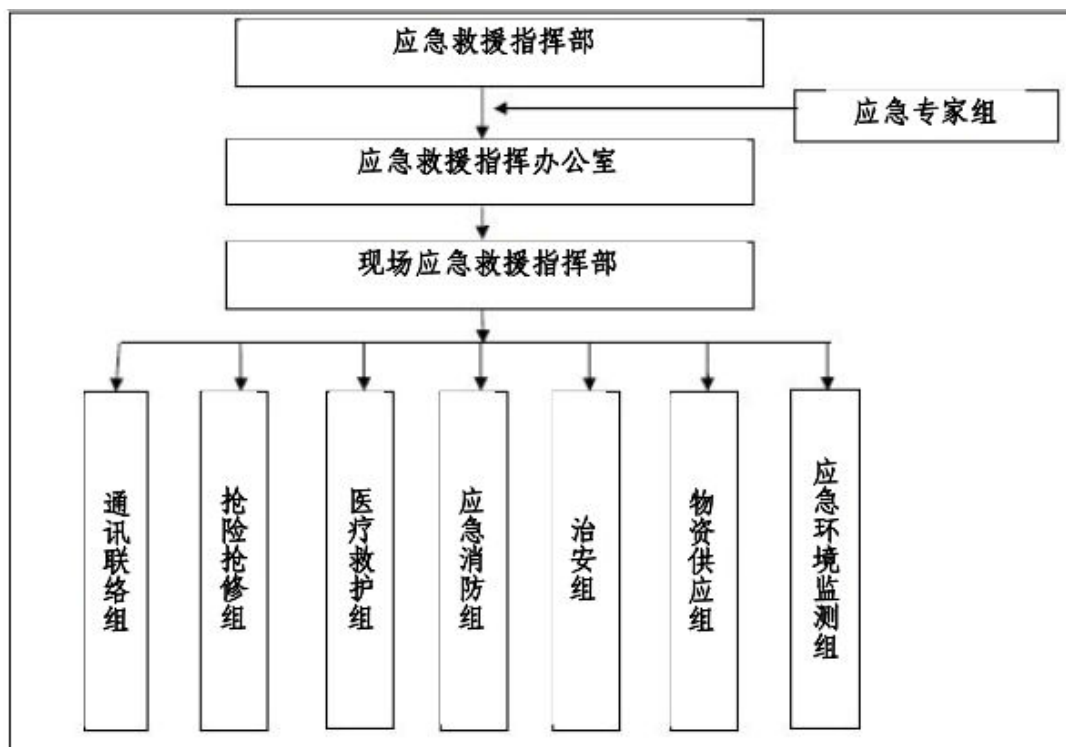 应急救援指挥部
应急专家组
应急救援指挥办公室
现场应急救援指挥部
通讯联络组
抢险抢修组
医疗救护组
应急消防组
治安组
物资供应组
应急环境监测组